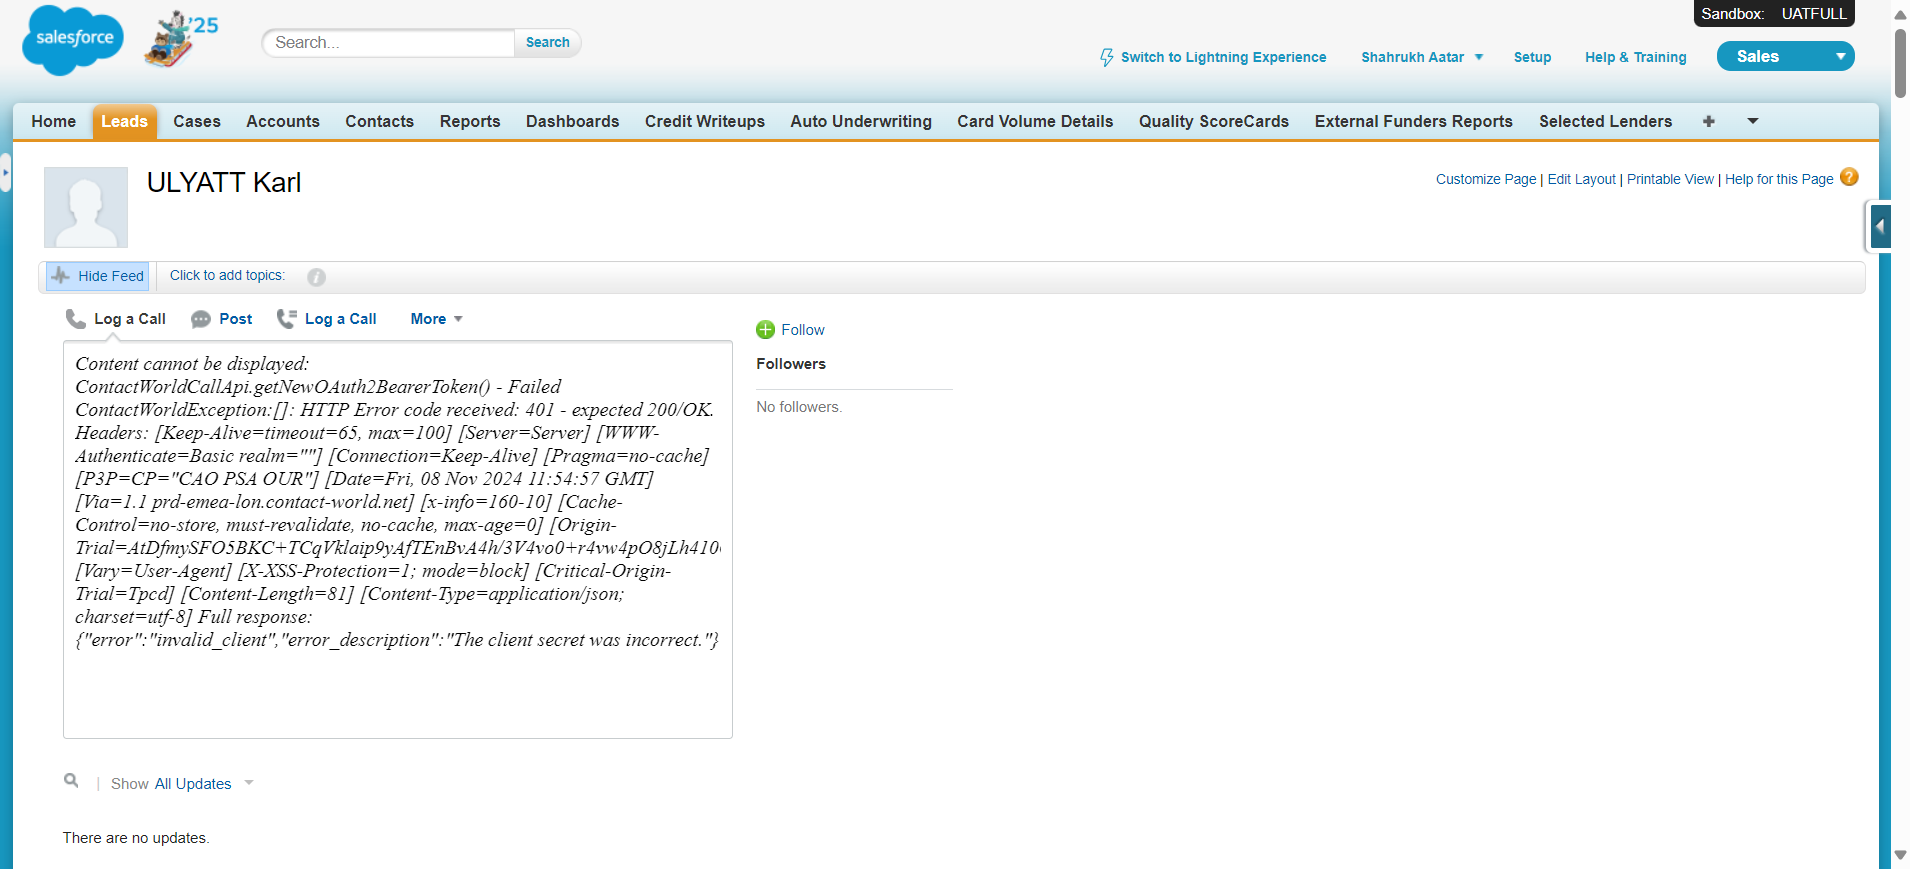 Sandbox: UATFULL
salesforce
'25
Search...
Search
Switch to Lightning Experience
Shahrukh Aatar
Setup
Help & Training
Sales
Home
Leads
Cases
Accounts
Contacts
Reports
Dashboards
Credit Writeups
Auto Underwriting
Card Volume Details
Quality ScoreCards
External Funders Reports
Selected Lenders
ULYATT Karl
Customize Page | Edit Layout | Printable View | Help for this Page
Hide Feed
Click to add topics:
Log a Call
Post
Log a Call
More
Content cannot be displayed:
ContactWorldCallApi.getNewOAuth2BearerToken() - Failed
ContactWorldException:[]: HTTP Error code received: 401 - expected 200/OK.
Headers: [Keep-Alive=timeout=65, max=100] [Server=Server] [WWW-
Authenticate=Basic realm=""] [Connection=Keep-Alive] [Pragma=no-cache]
[P3P=CP="CAO PSA OUR"] [Date=Fri, 08 Nov 2024 11:54:57 GMT]
[Via=1.1 prd-emea-lon.contact-world.net] [x-info=160-10] [Cache-
Control=no-store, must-revalidate, no-cache, max-age=0] [Origin-
Trial=AtDfmySFO5BKC+TCqVklaip9yAfTEnBvA4h/3V4vo0+r4vw4pO8jLh410
[Vary=User-Agent] [X-XSS-Protection=1; mode=block] [Critical-Origin-
Trial=Tpcd] [Content-Length=81] [Content-Type=application/json;
charset=utf-8] Full response:
{"error":"invalid_client","error_description":"The client secret was incorrect."}
Follow
Followers
No followers.
Show All Updates
There are no updates.